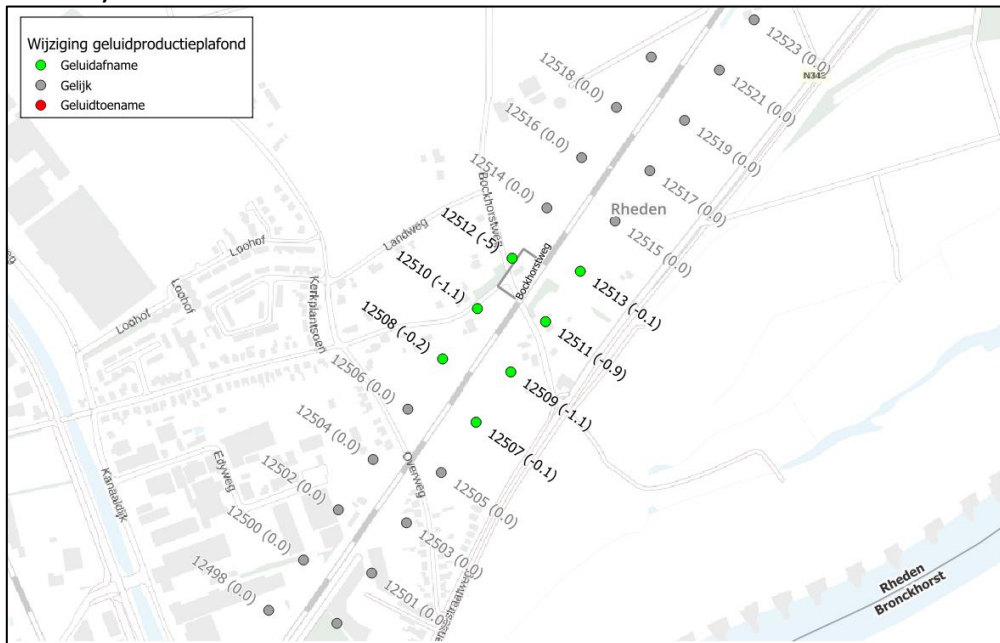 Wijziging geluidproductieplafond
Geluidafname
Gelijk
Geluidtoename
12523 (0.0)
N348
12518 (0.0)
12521 (0.0)
12516 (0.0)
12519 (0.0)
12514 (0.0)
12517 (0.0)
Bockhorstweg
Rheden
12515 (0.0)
Landweg
12512 (-5)
Bockhorstweg
Loohof
12510 (-1.1)
12513 (-0.1)
Loohof
Kerkplantsoen
Loohof
12508 (-0.2)
12511 (-0.9)
12506 (0.0)
12509 (-1.1)
12504 (0.0)
12507 (-0.1)
Edyweg
12502 (0.0)
Overweg
12505 (0.0)
Kanaaldijk
12500 (0.0)
12503 (0.0)
12498 (0.0)
12501 (0.0)
Rheden
Bronckhorst